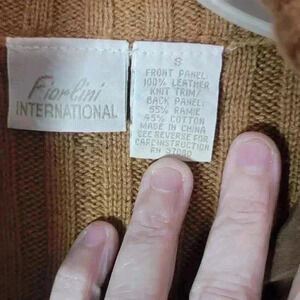 Fiorlini
INTERNATIONAL
S
FRONT PANEL:
100% LEATHER
KNIT TRIM/
BACK PANEL:
55% RAMIE
45% COTTON
MADE IN CHINA
SEE REVERSE FOR
CARE INSTRUCTION
RN 37080